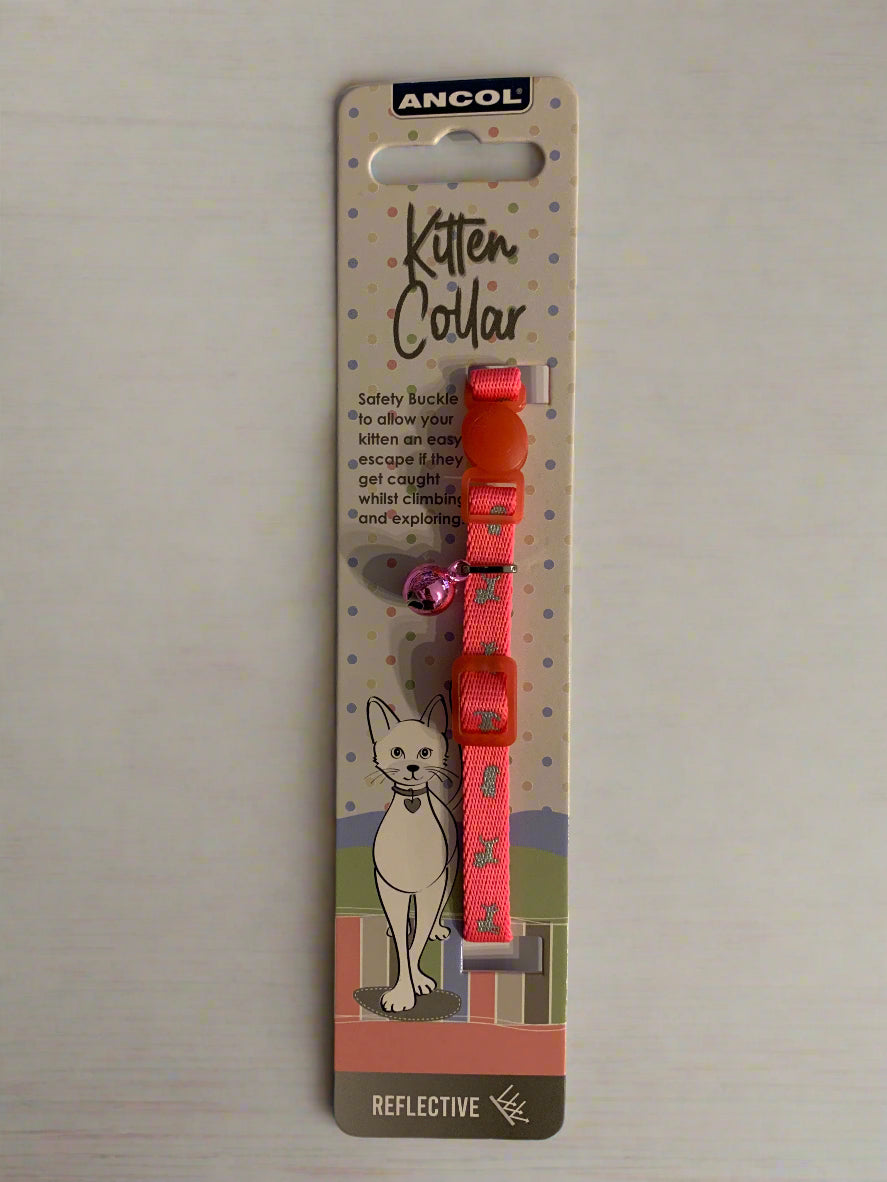 ANCOL®
Kitten
Collar
Safety Buckle
to allow your
kitten an easy
escape if they
get caught
whilst climbing
and exploring.
REFLECTIVE